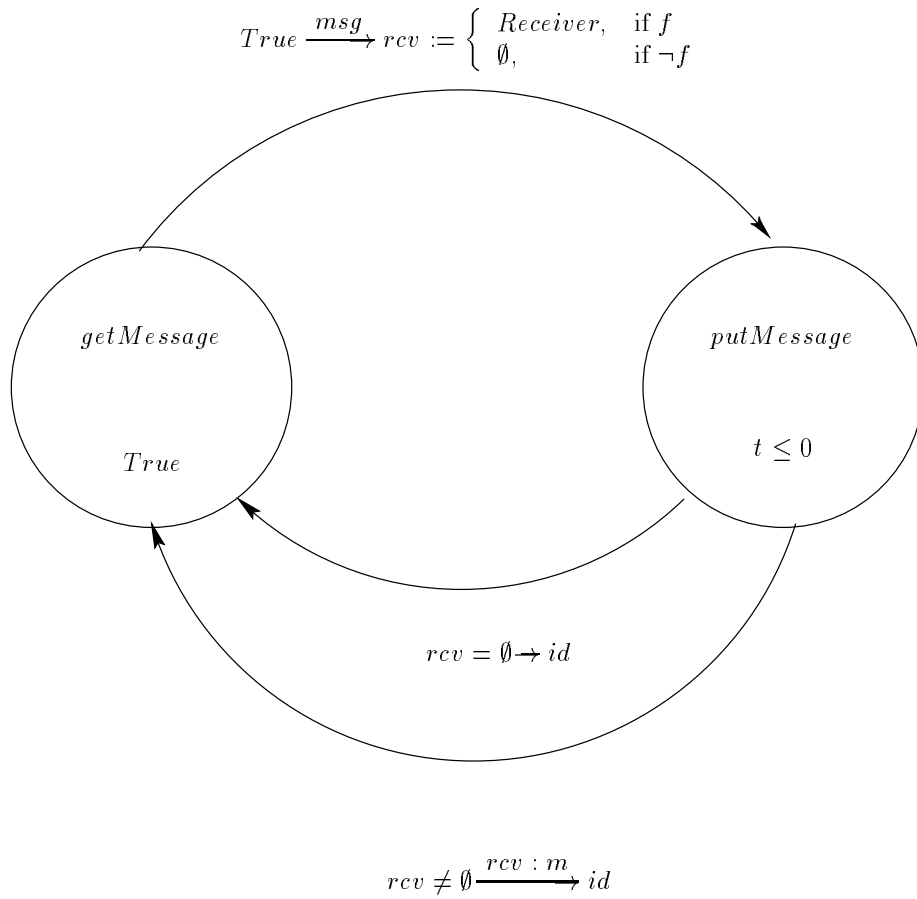 True —msg→ rcv := { Receiver, if f
∅, if ¬f
getMessage
putMessage
True
t ≤ 0
rcv = ∅ → id
rcv ≠ ∅ —rcv : m→ id